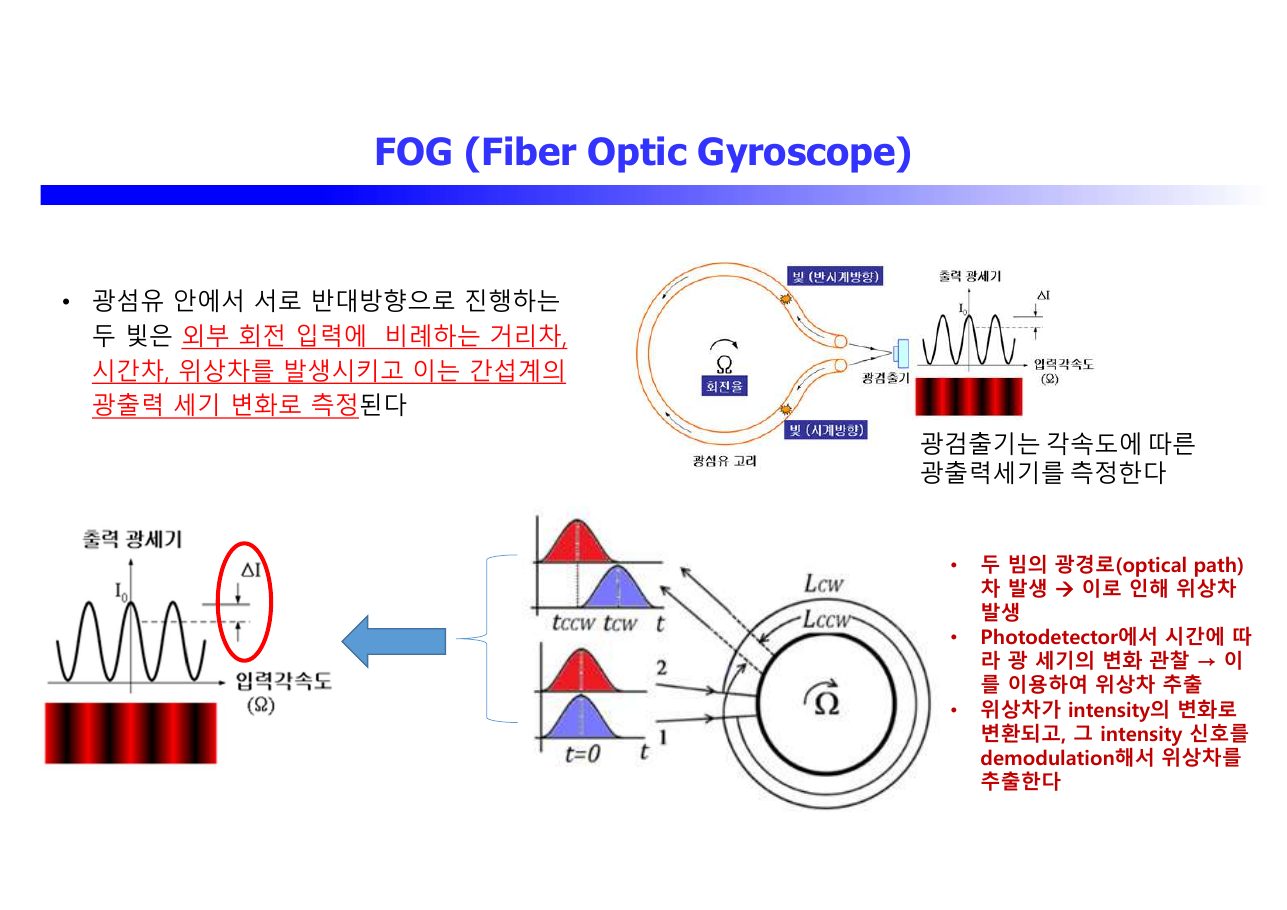 FOG (Fiber Optic Gyroscope)
• 광섬유 안에서 서로 반대방향으로 진행하는
두 빛은 외부 회전 입력에 비례하는 거리차,
시간차, 위상차를 발생시키고 이는 간섭계의
광출력 세기 변화로 측정된다
빛 (반시계방향)
Ω
회전율
빛 (시계방향)
광섬유 고리
광검출기
출력 광세기
I₀
ΔI
입력각속도
(Ω)
광검출기는 각속도에 따른
광출력세기를 측정한다
출력 광세기
I₀
ΔI
입력각속도
(Ω)
tCCW tCW t
t=0 t
2
1
LCW
LCCW
Ω
• 두 빔의 광경로(optical path)
차 발생 → 이로 인해 위상차
발생
• Photodetector에서 시간에 따
라 광 세기의 변화 관찰 → 이
를 이용하여 위상차 추출
• 위상차가 intensity의 변화로
변환되고, 그 intensity 신호를
demodulation해서 위상차를
추출한다